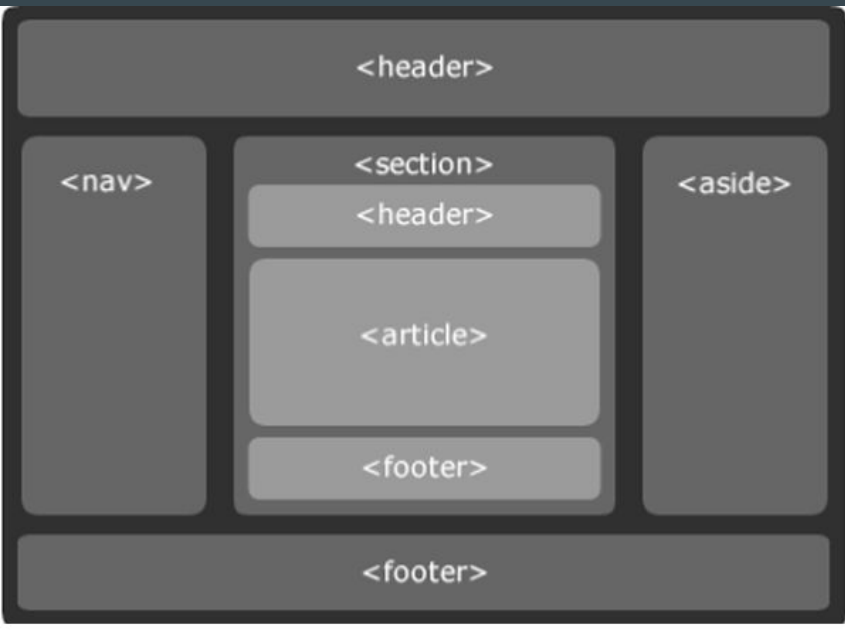 <header>
<nav>
<section>
<header>
<article>
<footer>
<aside>
<footer>